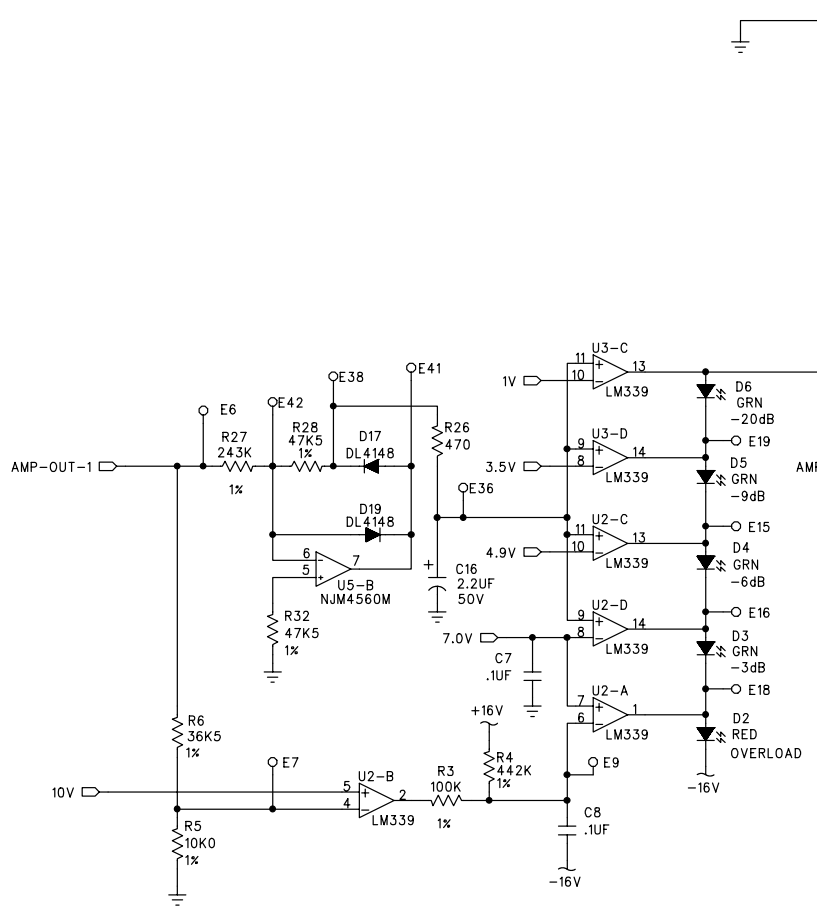 U3-C
11
13
1V
10
LM339
D6
GRN
-20dB
E41
E38
E42
E6
R26
470
R28
47K5
1%
D17
DL4148
R27
243K
1%
AMP-OUT-1
U3-D
9
14
3.5V
8
LM339
E19
D5
GRN
-9dB
AMP
E36
D19
DL4148
6
5
7
U5-B
NJM4560M
C16
2.2UF
50V
+
U2-C
11
13
4.9V
10
LM339
E15
D4
GRN
-6dB
R32
47K5
1%
U2-D
9
14
7.0V
8
LM339
E16
D3
GRN
-3dB
C7
.1UF
U2-A
7
6
1
LM339
E18
D2
RED
OVERLOAD
-16V
+16V
R4
442K
1%
R6
36K5
1%
E7
E9
10V
U2-B
5
4
2
LM339
R3
100K
1%
R5
10K0
1%
C8
.1UF
-16V